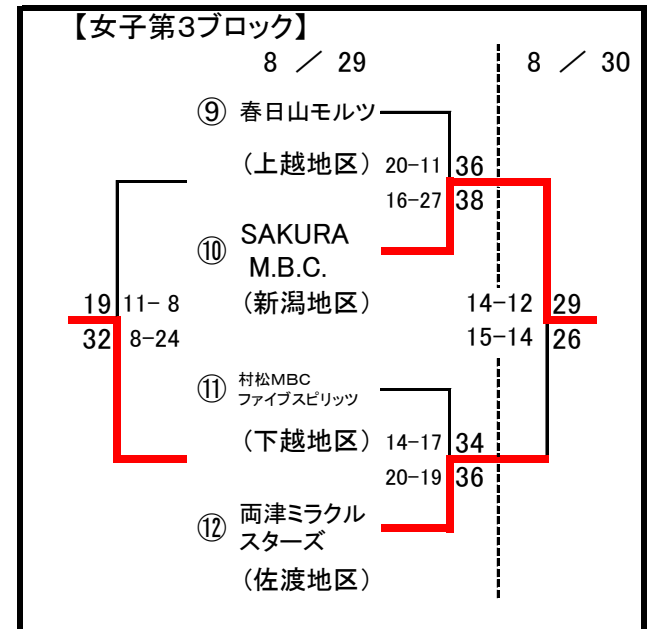 【女子第3ブロック】
8 ／ 29
8 ／ 30
⑨ 春日山モルツ
(上越地区) 20-11 36
16-27 38
⑩ SAKURA
M.B.C.
(新潟地区)
19 11- 8
32 8-24
14-12 29
15-14 26
⑪ 村松MBC
ファイブスピリッツ
(下越地区) 14-17 34
20-19 36
⑫ 両津ミラクル
スターズ
(佐渡地区)